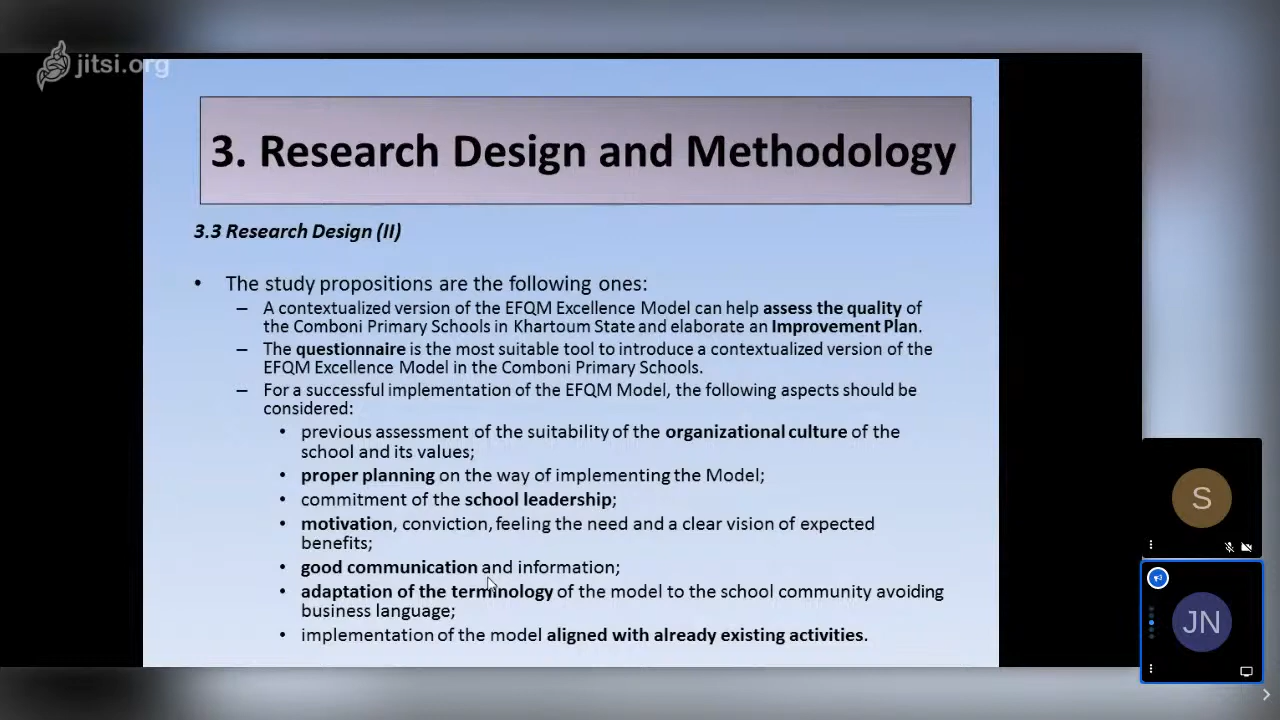 jitsi.org
3. Research Design and Methodology
3.3 Research Design (II)
• The study propositions are the following ones:
– A contextualized version of the EFQM Excellence Model can help assess the quality of
the Comboni Primary Schools in Khartoum State and elaborate an Improvement Plan.
– The questionnaire is the most suitable tool to introduce a contextualized version of the
EFQM Excellence Model in the Comboni Primary Schools.
– For a successful implementation of the EFQM Model, the following aspects should be
considered:
• previous assessment of the suitability of the organizational culture of the
school and its values;
• proper planning on the way of implementing the Model;
• commitment of the school leadership;
• motivation, conviction, feeling the need and a clear vision of expected
benefits;
• good communication and information;
• adaptation of the terminology of the model to the school community avoiding
business language;
• implementation of the model aligned with already existing activities.
S
JN